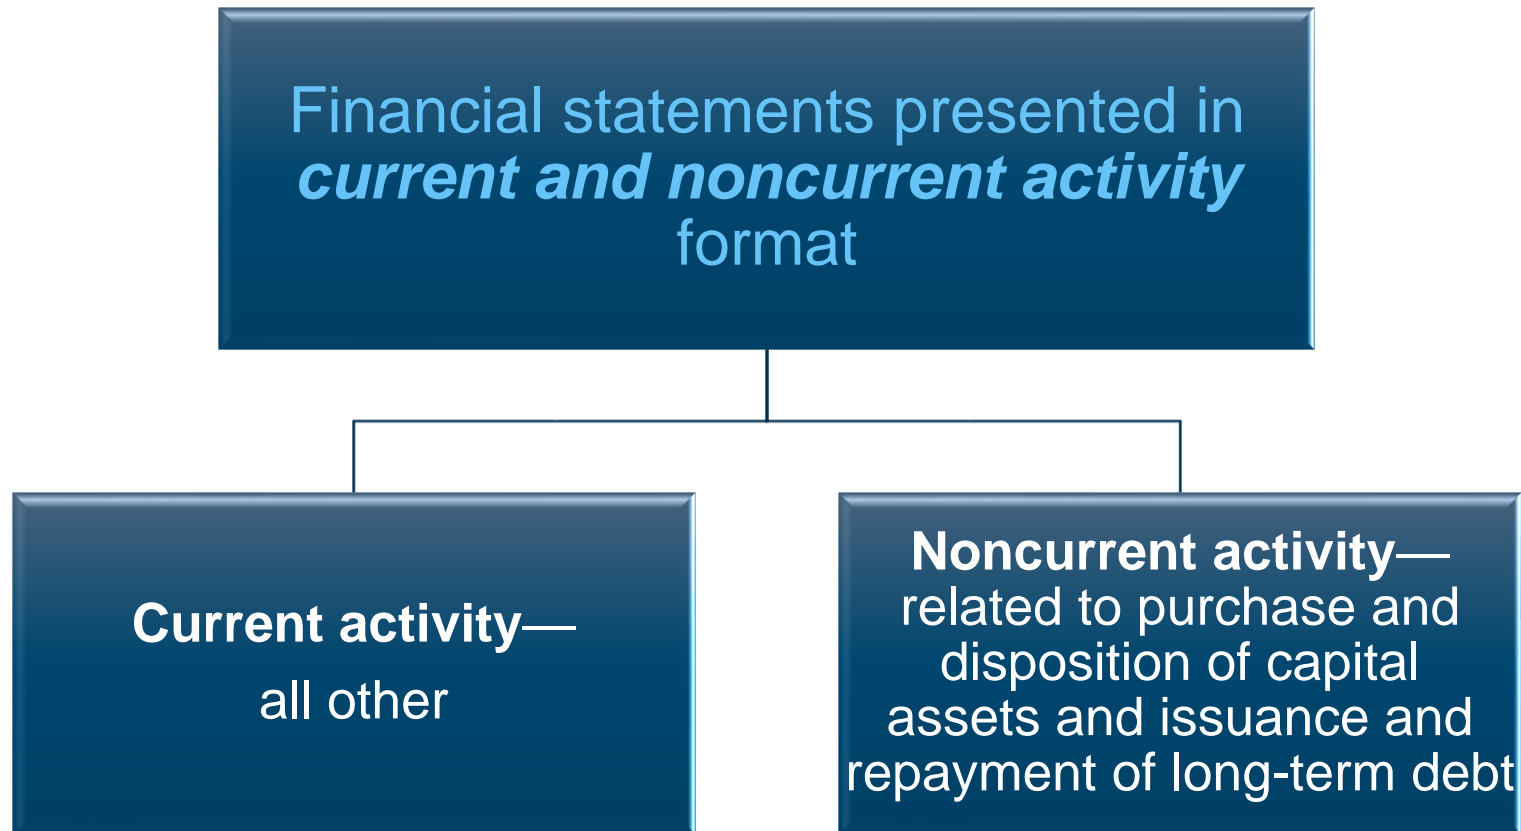 Financial statements presented in
current and noncurrent activity
format
Current activity—
all other
Noncurrent activity—
related to purchase and
disposition of capital
assets and issuance and
repayment of long-term debt